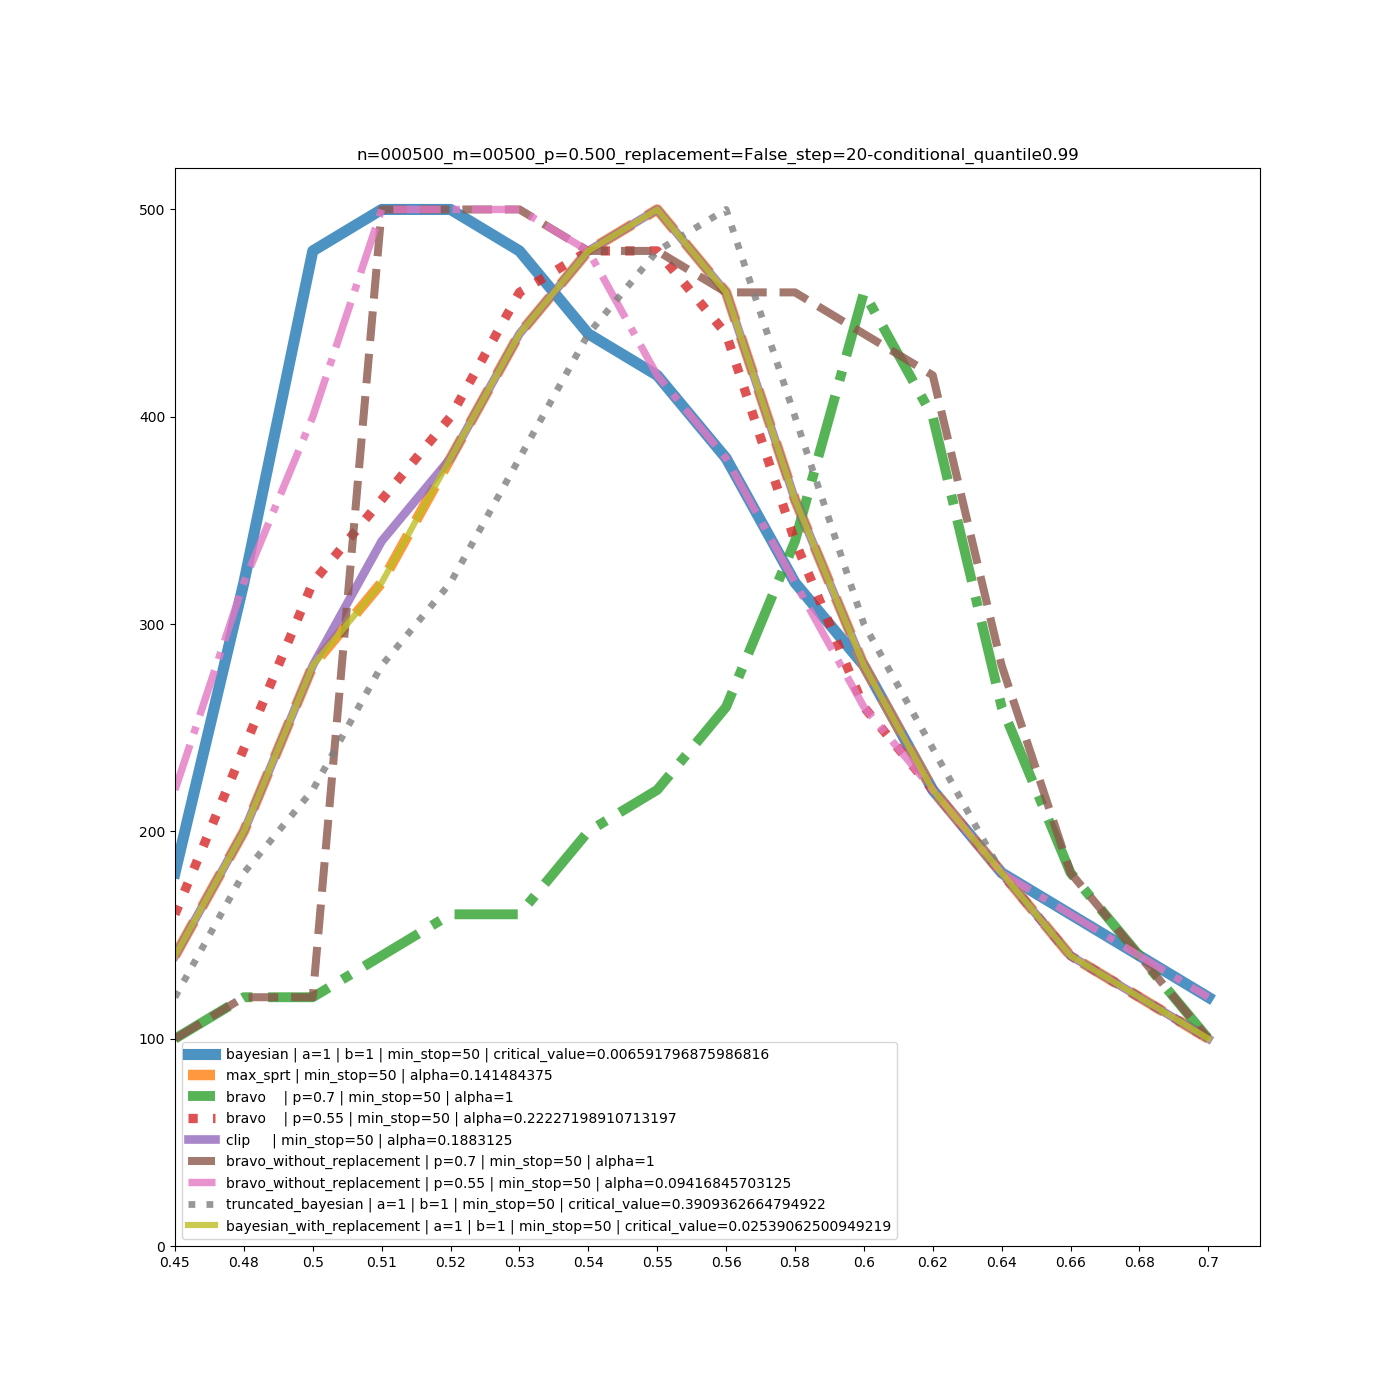 n=000500_m=00500_p=0.500_replacement=False_step=20-conditional_quantile0.99
500
400
300
200
100
0
bayesian | a=1 | b=1 | min_stop=50 | critical_value=0.006591796875986816
max_sprt | min_stop=50 | alpha=0.141484375
bravo    | p=0.7 | min_stop=50 | alpha=1
bravo    | p=0.55 | min_stop=50 | alpha=0.22227198910713197
clip     | min_stop=50 | alpha=0.1883125
bravo_without_replacement | p=0.7 | min_stop=50 | alpha=1
bravo_without_replacement | p=0.55 | min_stop=50 | alpha=0.09416845703125
truncated_bayesian | a=1 | b=1 | min_stop=50 | critical_value=0.3909362664794922
bayesian_with_replacement | a=1 | b=1 | min_stop=50 | critical_value=0.02539062500949219
0.45 0.48 0.5 0.51 0.52 0.53 0.54 0.55 0.56 0.58 0.6 0.62 0.64 0.66 0.68 0.7